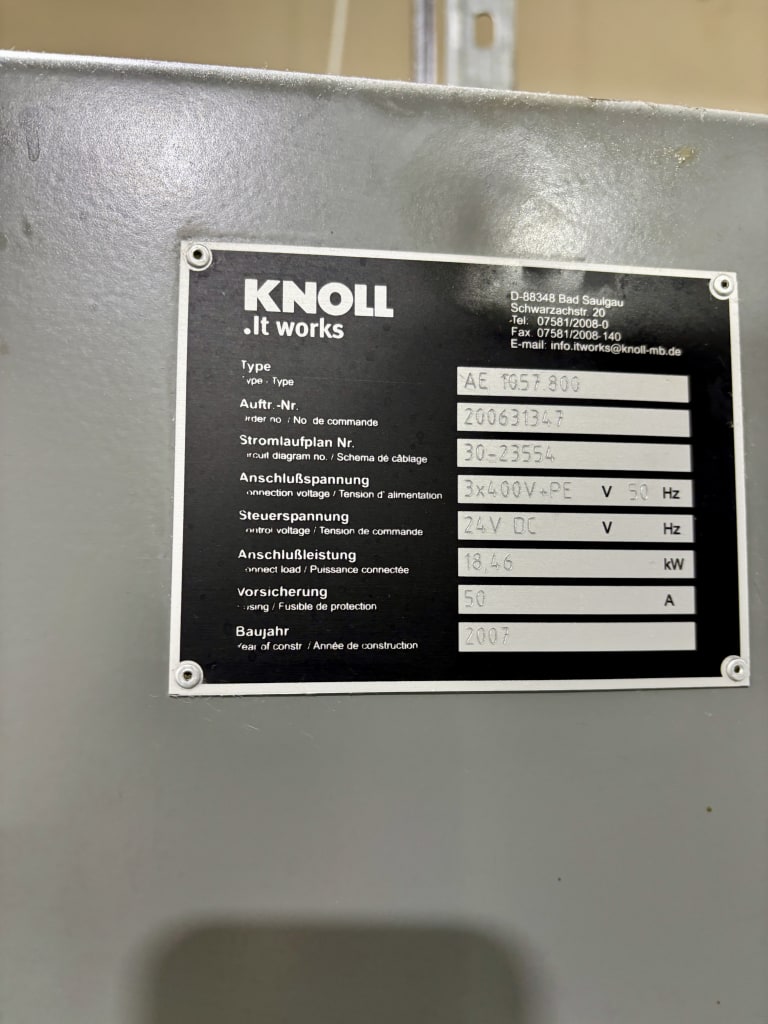 KNOLL
.It works
D-88348 Bad Saulgau
Schwarzachstr. 20
Tel. 07581/2008-0
Fax 07581/2008-140
E-mail: info.itworks@knoll-mb.de
Type AE 1057.800
Type
Auftr.-Nr. 200631347
no / No de commande
Stromlaufplan Nr. 30-23554
diagram no. / Schema de câblage
Anschlußspannung 3x400V+PE V 50 Hz
voltage / Tension d' alimentation
Steuerspannung 24V DC V Hz
voltage / Tension de commande
Anschlußleistung 18,46 kW
load / Puissance connectée
Vorsicherung 50 A
/ Fusible de protection
Baujahr 2007
of constr / Année de construction